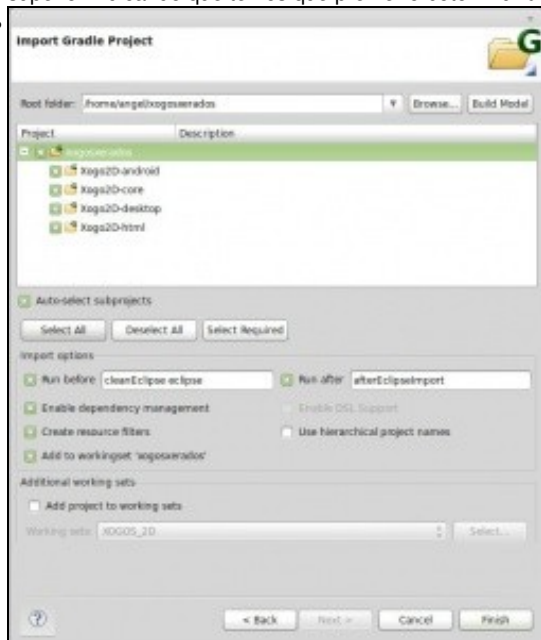 Import Gradle Project
Root folder: /home/angel/xogosxerados Browse... Build Model
Project Description
xogosxerados
Xogo2D-android
Xogo2D-core
Xogo2D-desktop
Xogo2D-html
Auto-select subprojects
Select All Deselect All Select Required
Import options
Run before cleanEclipse eclipse Run after afterEclipseImport
Enable dependency management Enable DSL Support
Create resource filters Use hierarchical project names
Add to workingset 'xogosxerados'
Additional working sets
Add project to working sets
Working sets: XOGOS_2D Select...
< Back Next > Cancel Finish